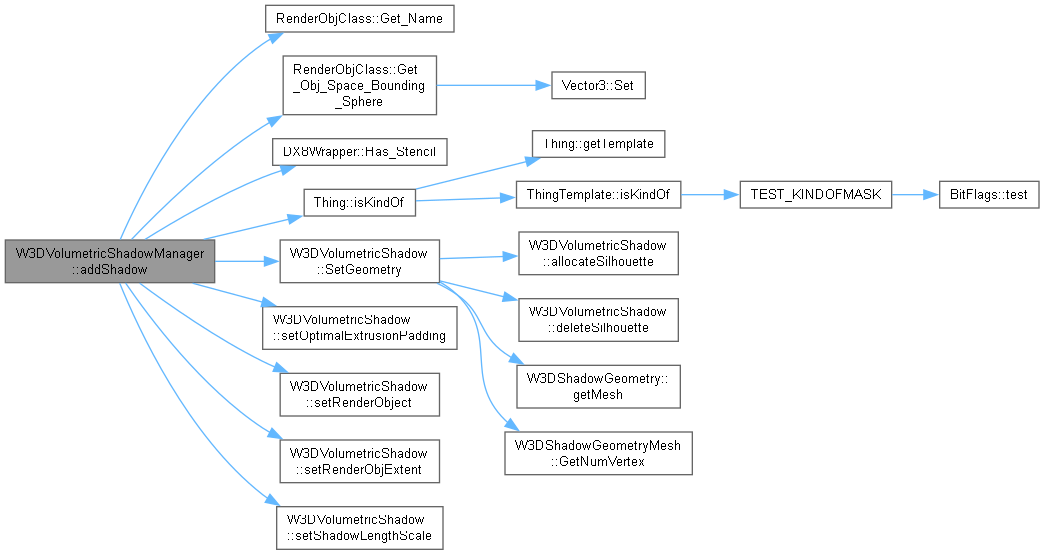 RenderObjClass::Get_Name
RenderObjClass::Get
_Obj_Space_Bounding
_Sphere
Vector3::Set
DX8Wrapper::Has_Stencil
Thing::getTemplate
Thing::isKindOf
ThingTemplate::isKindOf
TEST_KINDOFMASK
BitFlags::test
W3DVolumetricShadowManager
::addShadow
W3DVolumetricShadow
::SetGeometry
W3DVolumetricShadow
::allocateSilhouette
W3DVolumetricShadow
::deleteSilhouette
W3DVolumetricShadow
::setOptimalExtrusionPadding
W3DShadowGeometry::
getMesh
W3DVolumetricShadow
::setRenderObject
W3DShadowGeometryMesh
::GetNumVertex
W3DVolumetricShadow
::setRenderObjExtent
W3DVolumetricShadow
::setShadowLengthScale